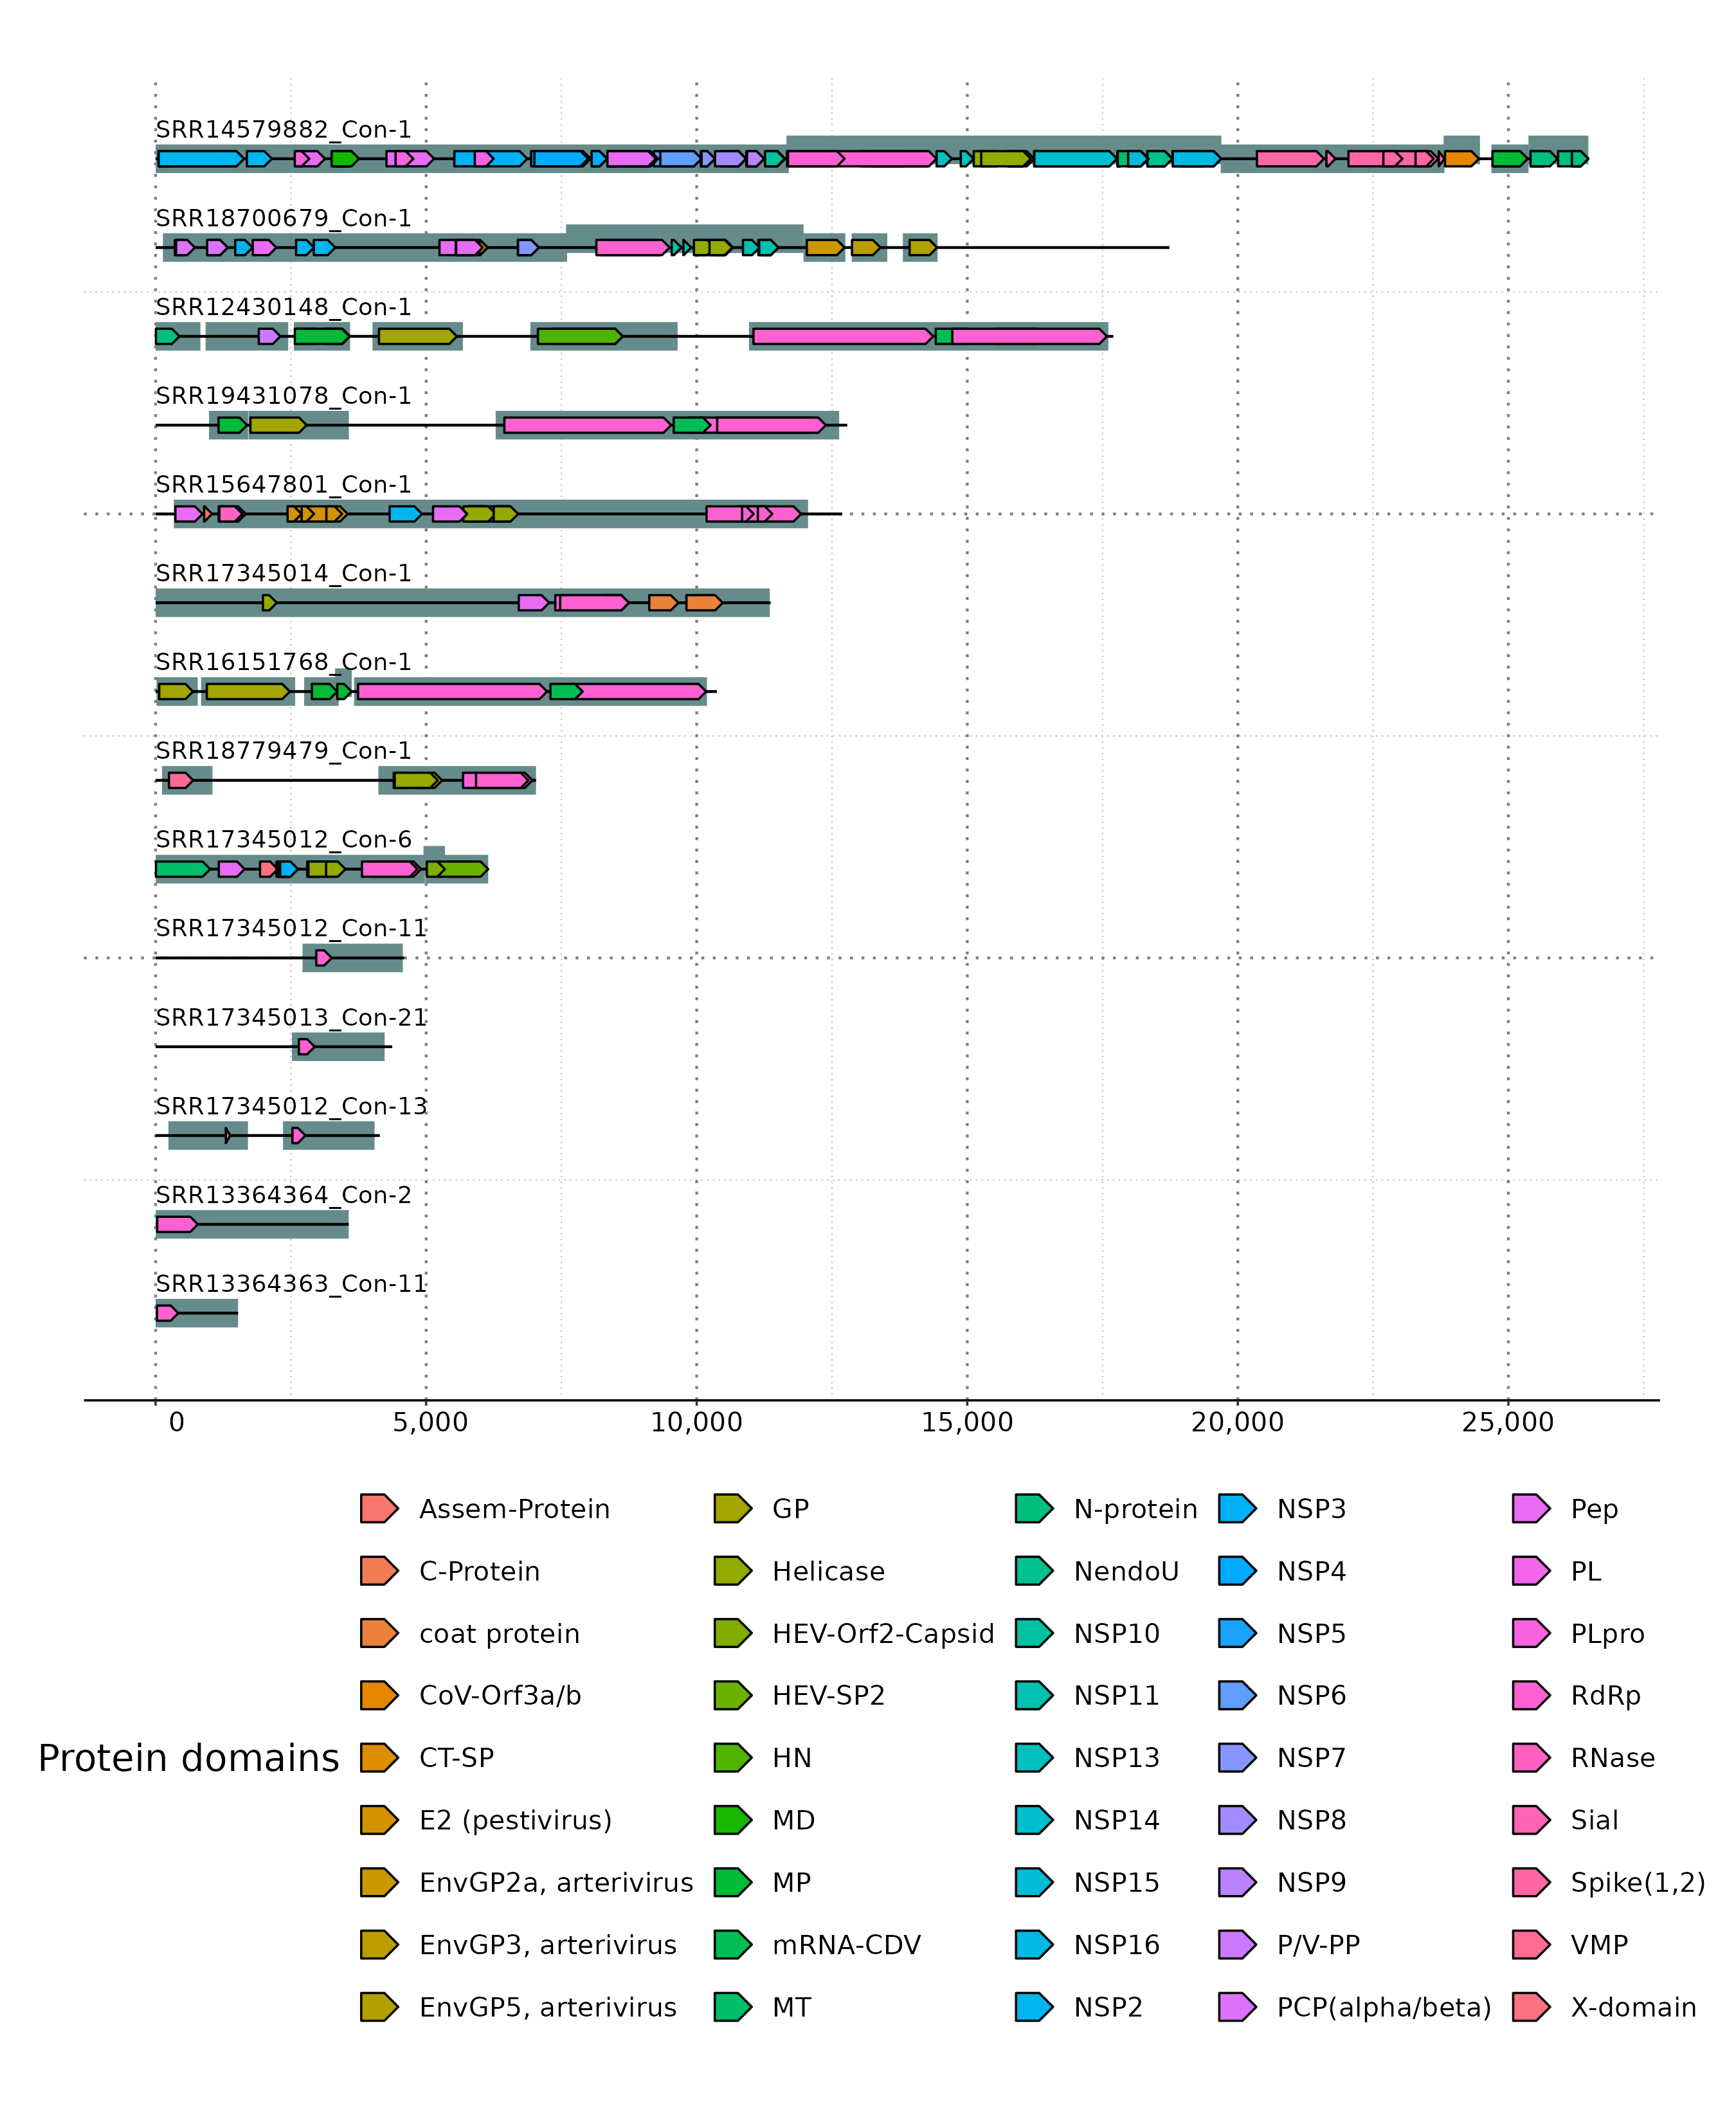 SRR14579882_Con-1
SRR18700679_Con-1
SRR12430148_Con-1
SRR19431078_Con-1
SRR15647801_Con-1
SRR17345014_Con-1
SRR16151768_Con-1
SRR18779479_Con-1
SRR17345012_Con-6
SRR17345012_Con-11
SRR17345013_Con-21
SRR17345012_Con-13
SRR13364364_Con-2
SRR13364363_Con-11
0 5,000 10,000 15,000 20,000 25,000
Assem-Protein GP N-protein NSP3 Pep
C-Protein Helicase NendoU NSP4 PL
coat protein HEV-Orf2-Capsid NSP10 NSP5 PLpro
CoV-Orf3a/b HEV-SP2 NSP11 NSP6 RdRp
Protein domains CT-SP HN NSP13 NSP7 RNase
E2 (pestivirus) MD NSP14 NSP8 Sial
EnvGP2a, arterivirus MP NSP15 NSP9 Spike(1,2)
EnvGP3, arterivirus mRNA-CDV NSP16 P/V-PP VMP
EnvGP5, arterivirus MT NSP2 PCP(alpha/beta) X-domain